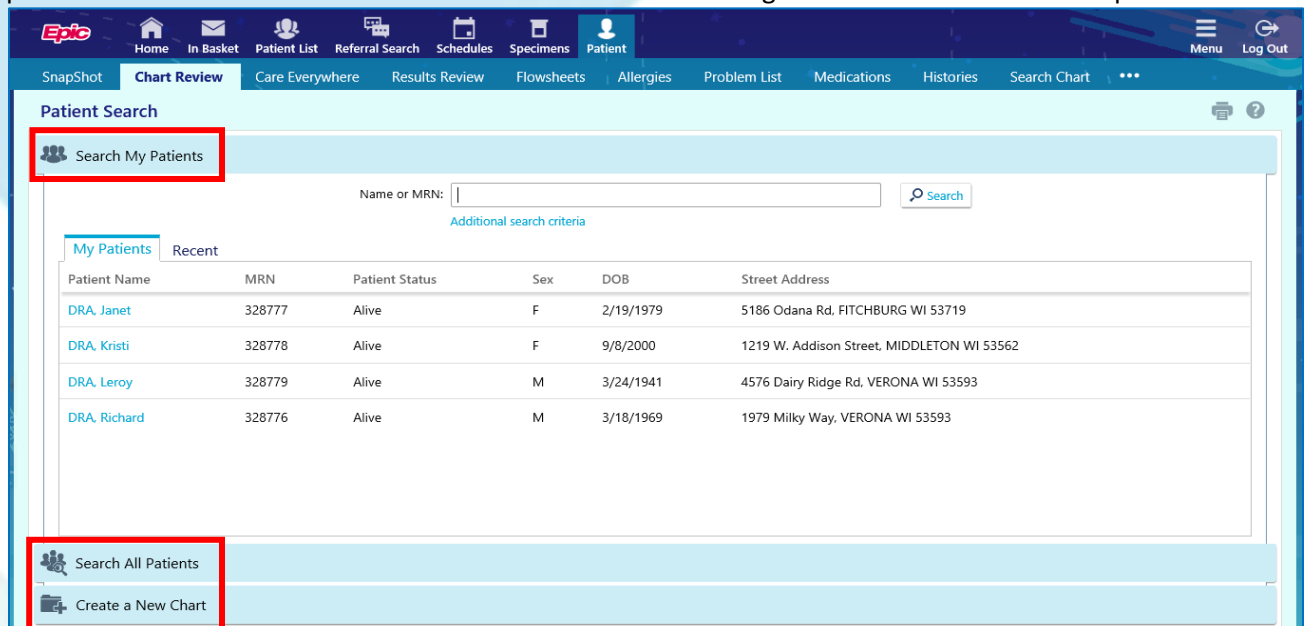 Epic
Home In Basket Patient List Referral Search Schedules Specimens Patient Menu Log Out
SnapShot Chart Review Care Everywhere Results Review Flowsheets Allergies Problem List Medications Histories Search Chart •••
Patient Search
Search My Patients
Name or MRN: Search
Additional search criteria
My Patients Recent
Patient Name MRN Patient Status Sex DOB Street Address
DRA, Janet 328777 Alive F 2/19/1979 5186 Odana Rd, FITCHBURG WI 53719
DRA, Kristi 328778 Alive F 9/8/2000 1219 W. Addison Street, MIDDLETON WI 53562
DRA, Leroy 328779 Alive M 3/24/1941 4576 Dairy Ridge Rd, VERONA WI 53593
DRA, Richard 328776 Alive M 3/18/1969 1979 Milky Way, VERONA WI 53593
Search All Patients
Create a New Chart